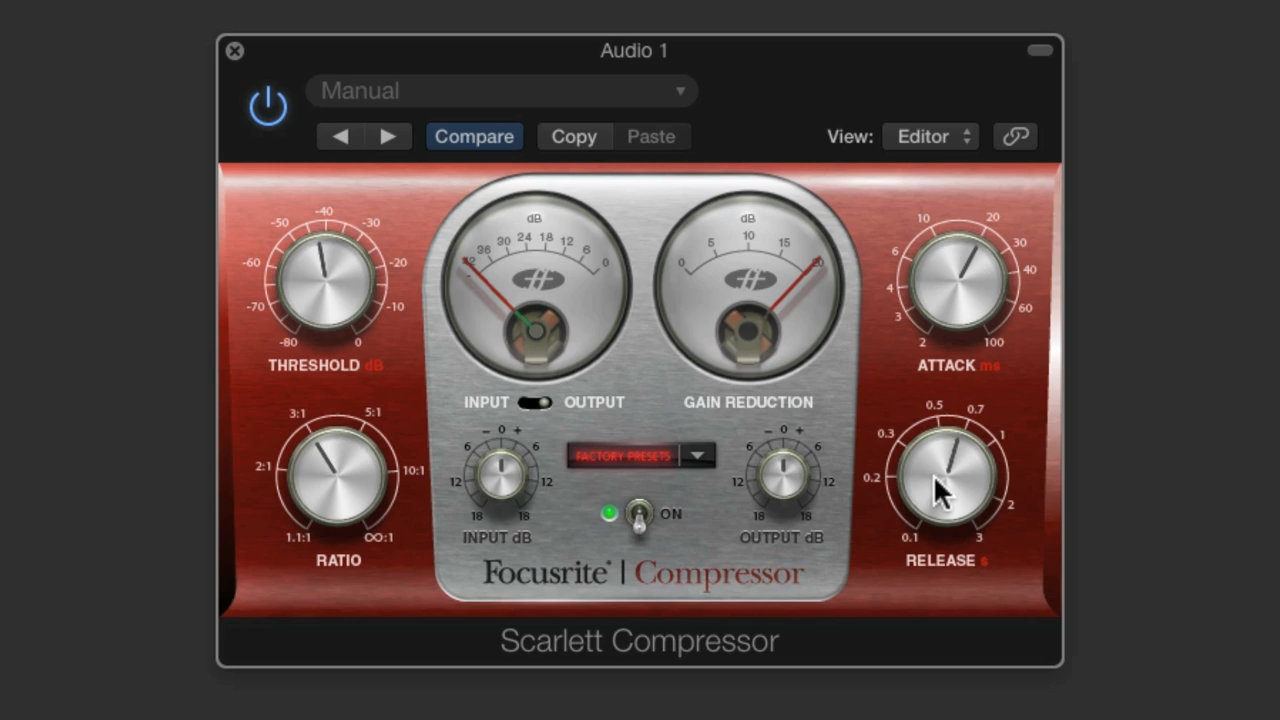 Audio 1
Manual
Compare
Copy
Paste
View:
Editor
-80
-70
-60
-50
-40
-30
-20
-10
0
THRESHOLD dB
dB
36 30 24 18 12 6 0
dB
0 5 10 15 20
2 3 4 6 10 20 30 40 60 100
ATTACK ms
INPUT
OUTPUT
GAIN REDUCTION
1.1:1 2:1 3:1 5:1 10:1 ∞:1
RATIO
18 12 6 – 0 + 6 12 18
INPUT dB
FACTORY PRESETS
ON
18 12 6 – 0 + 6 12 18
OUTPUT dB
0.1 0.2 0.3 0.5 0.7 1 2 3
RELEASE s
Focusrite® | Compressor
Scarlett Compressor